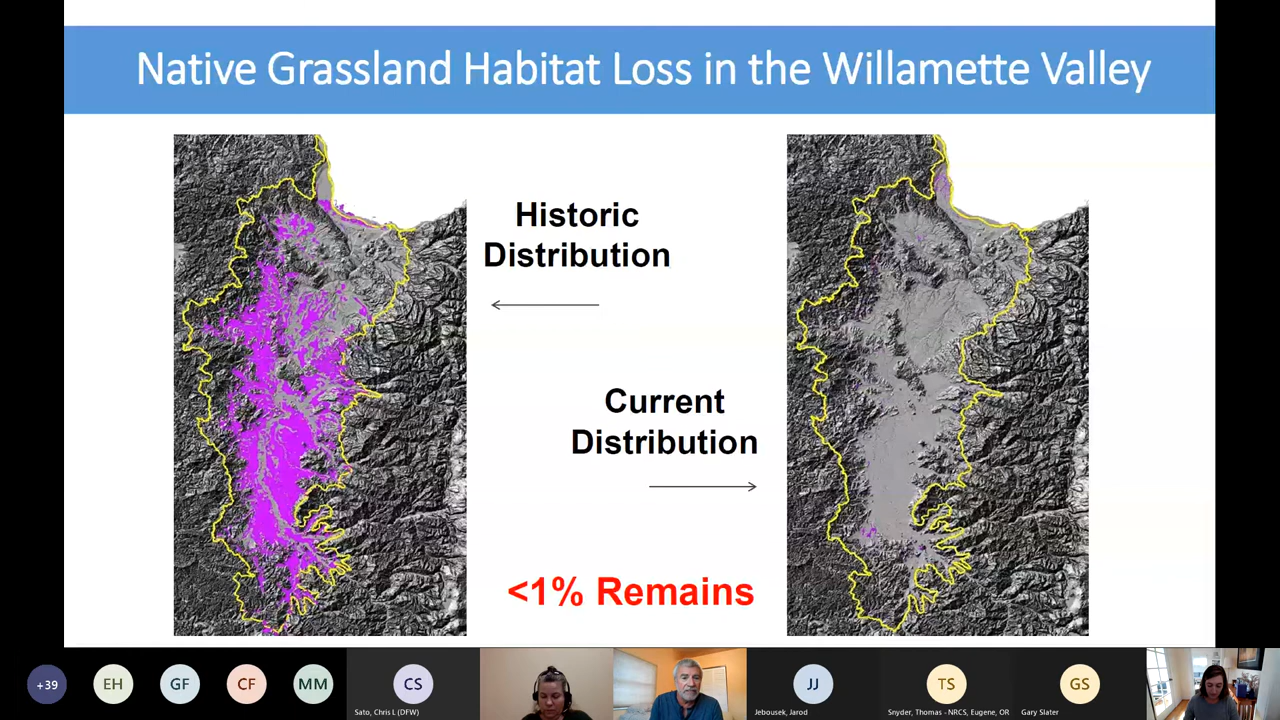 Native Grassland Habitat Loss in the Willamette Valley
Historic
Distribution
Current
Distribution
<1% Remains
+39
EH
GF
CF
MM
CS
JJ
TS
GS
Sato, Chris L (DFW)
Jebousek, Jarod
Snyder, Thomas - NRCS, Eugene, OR
Gary Slater